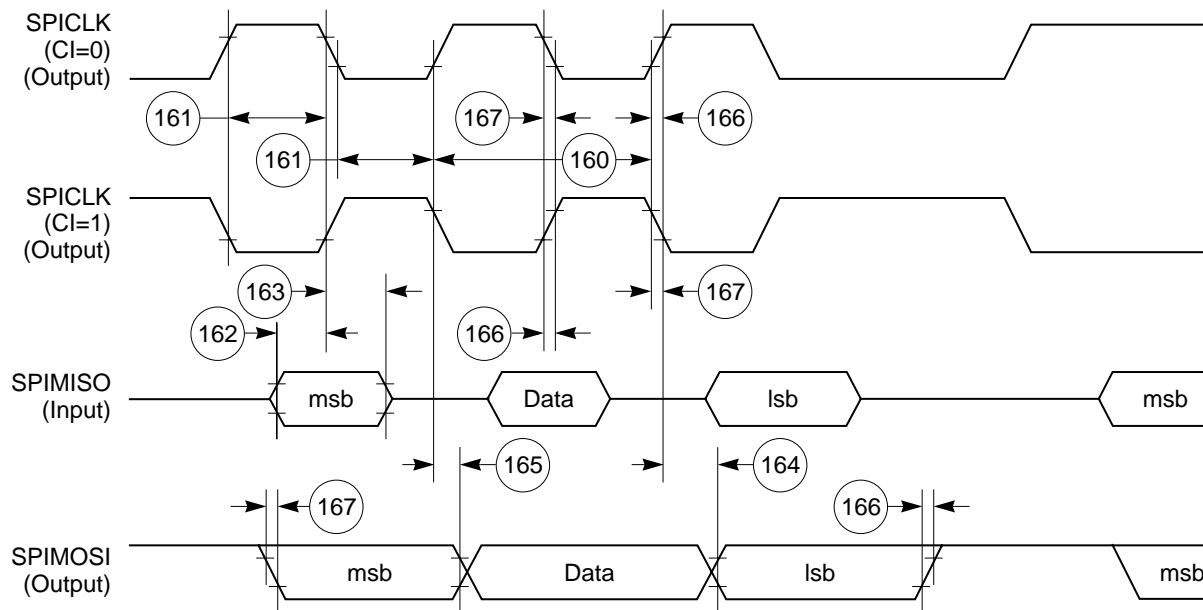 SPICLK
(CI=0)
(Output)
161
167
166
161
160
SPICLK
(CI=1)
(Output)
163
167
162
166
SPIMISO
(Input)
msb
Data
lsb
msb
165
164
167
166
SPIMOSI
(Output)
msb
Data
lsb
msb